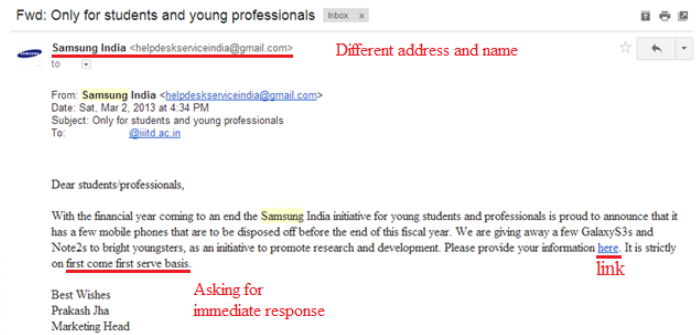 Fwd: Only for students and young professionals Inbox x
SAMSUNG Samsung India <helpdeskserviceindia@gmail.com> Different address and name
to
From: Samsung India <helpdeskserviceindia@gmail.com>
Date: Sat, Mar 2, 2013 at 4:34 PM
Subject: Only for students and young professionals
To: @iiitd.ac.in
Dear students/professionals,
With the financial year coming to an end the Samsung India initiative for young students and professionals is proud to announce that it
has a few mobile phones that are to be disposed off before the end of this fiscal year. We are giving away a few GalaxyS3s and
Note2s to bright youngsters, as an initiative to promote research and development. Please provide your information here. It is strictly
on first come first serve basis.
link
Best Wishes
Asking for
Prakash Jha
immediate response
Marketing Head